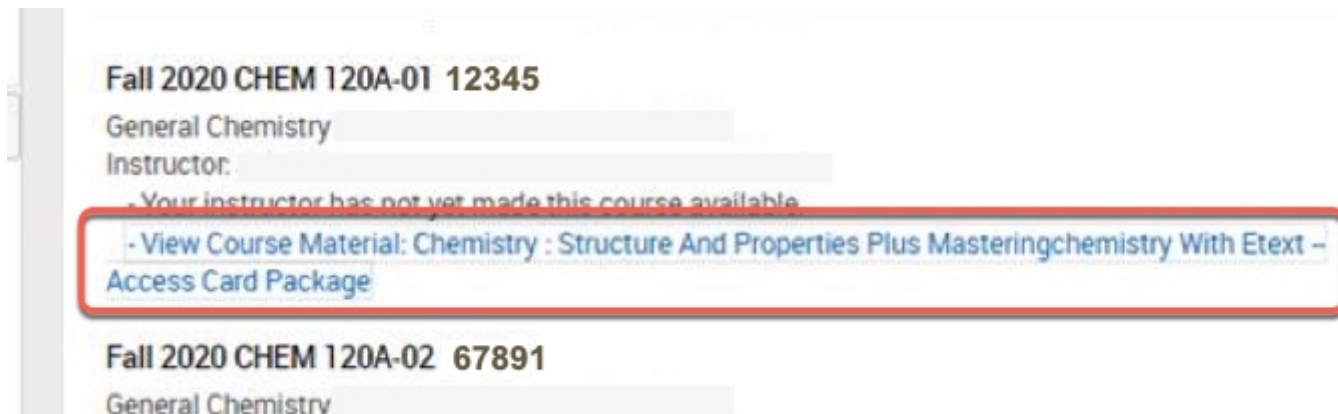 Fall 2020 CHEM 120A-01 12345
General Chemistry
Instructor:
- Your instructor has not yet made this course available.
- View Course Material: Chemistry : Structure And Properties Plus Masteringchemistry With Etext –
Access Card Package
Fall 2020 CHEM 120A-02 67891
General Chemistry